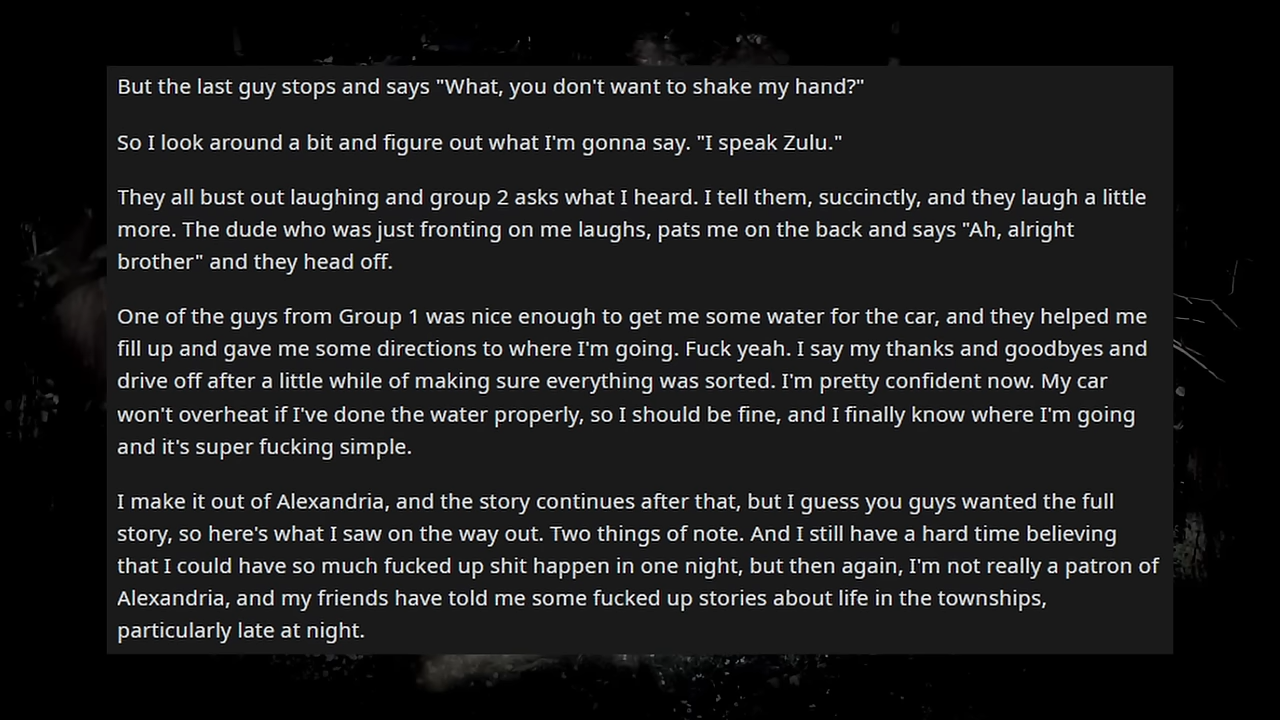 But the last guy stops and says "What, you don't want to shake my hand?"
So I look around a bit and figure out what I'm gonna say. "I speak Zulu."
They all bust out laughing and group 2 asks what I heard. I tell them, succinctly, and they laugh a little
more. The dude who was just fronting on me laughs, pats me on the back and says "Ah, alright
brother" and they head off.
One of the guys from Group 1 was nice enough to get me some water for the car, and they helped me
fill up and gave me some directions to where I'm going. Fuck yeah. I say my thanks and goodbyes and
drive off after a little while of making sure everything was sorted. I'm pretty confident now. My car
won't overheat if I've done the water properly, so I should be fine, and I finally know where I'm going
and it's super fucking simple.
I make it out of Alexandria, and the story continues after that, but I guess you guys wanted the full
story, so here's what I saw on the way out. Two things of note. And I still have a hard time believing
that I could have so much fucked up shit happen in one night, but then again, I'm not really a patron of
Alexandria, and my friends have told me some fucked up stories about life in the townships,
particularly late at night.